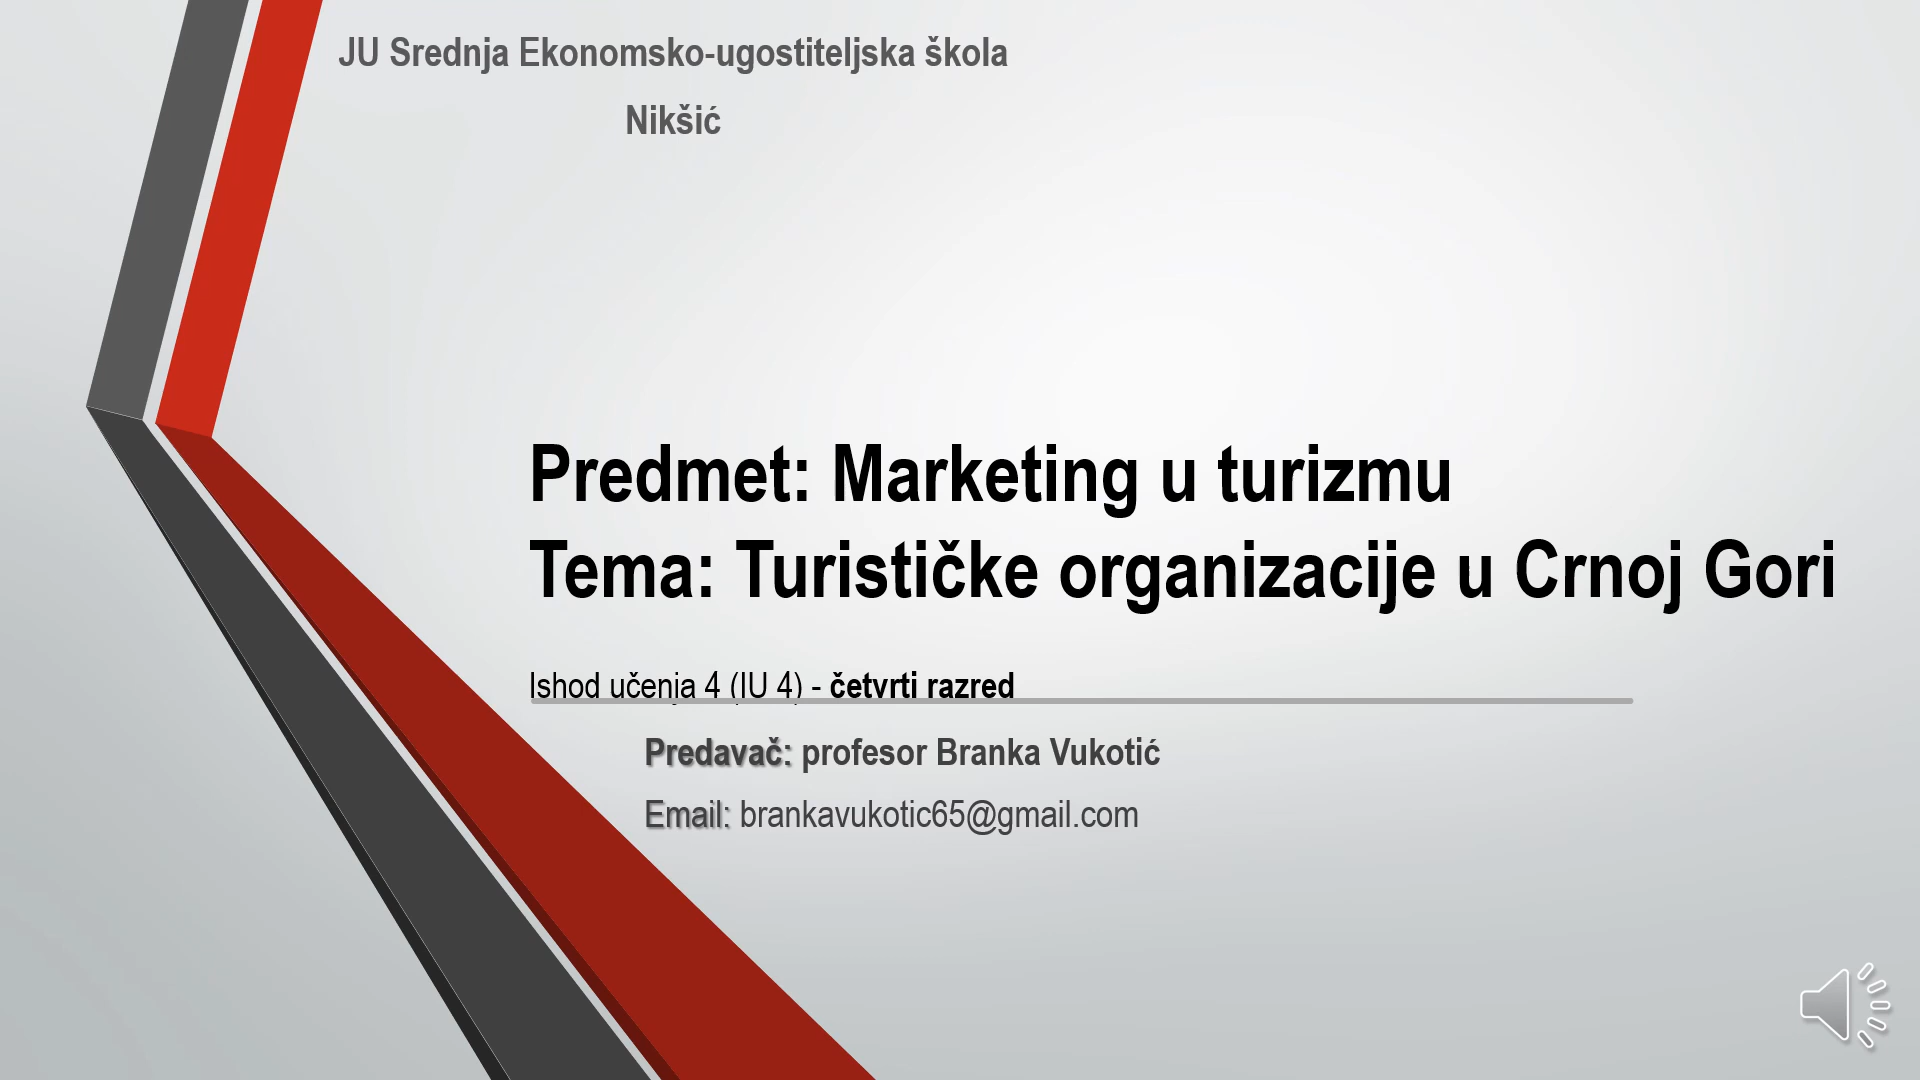 JU Srednja Ekonomsko-ugostiteljska škola
Nikšić
Predmet: Marketing u turizmu
Tema: Turističke organizacije u Crnoj Gori
Ishod učenja 4 (IU 4) - četvrti razred
Predavač: profesor Branka Vukotić
Email: brankavukotic65@gmail.com